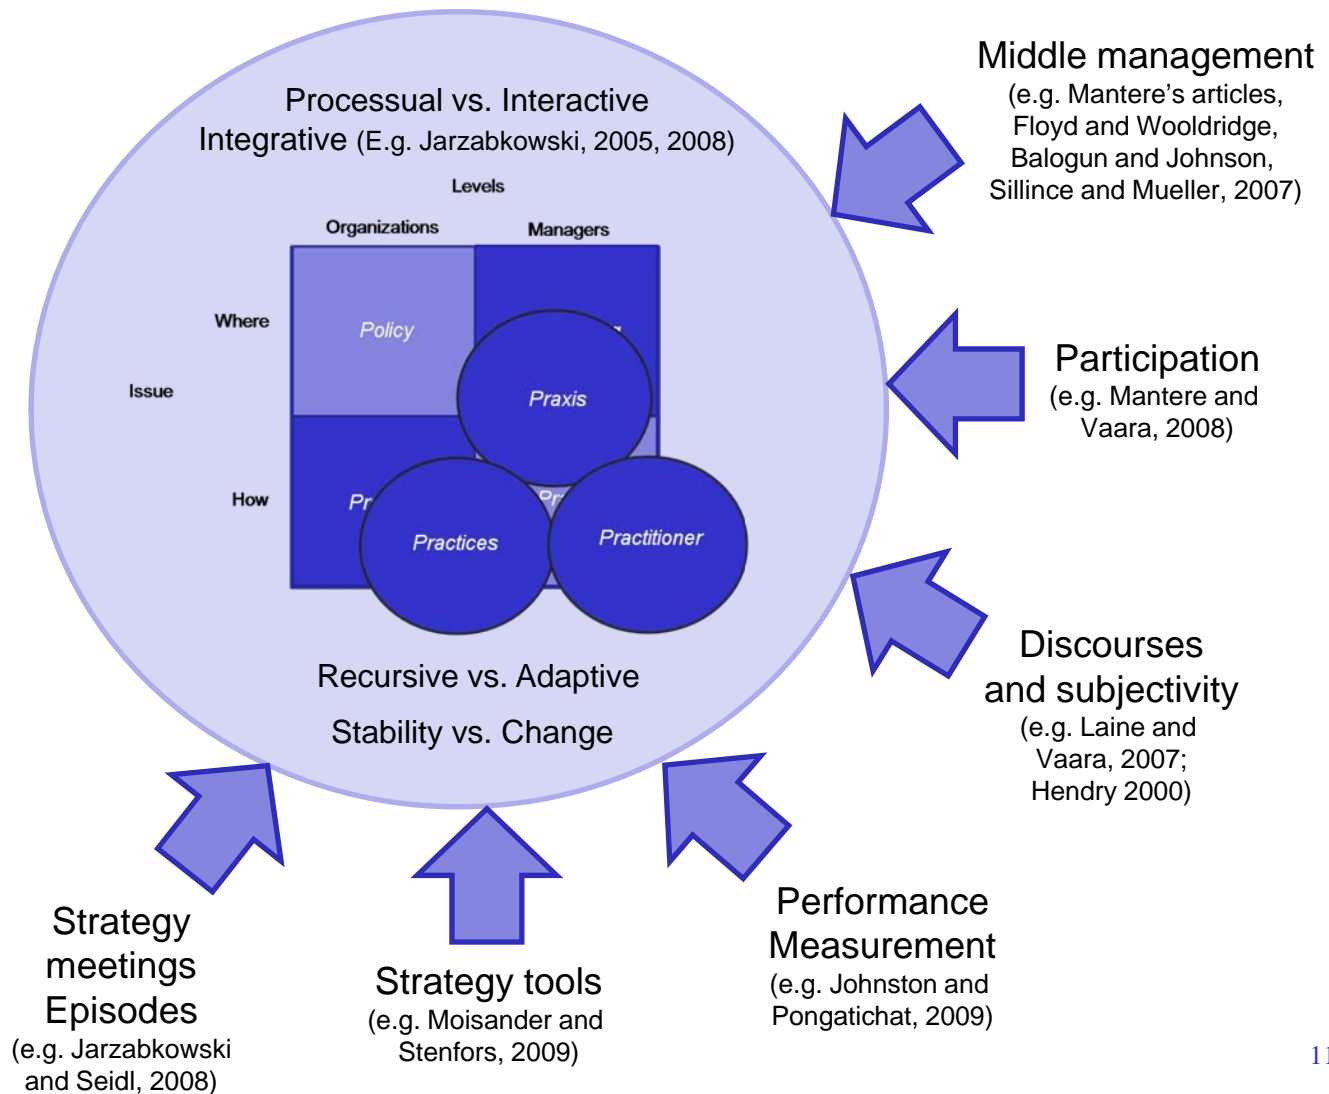 Processual vs. Interactive
Integrative (E.g. Jarzabkowski, 2005, 2008)
Levels
Organizations
Managers
Where
Policy
Issue
Praxis
How
Practices
Practitioner
Recursive vs. Adaptive
Stability vs. Change
Middle management
(e.g. Mantere's articles,
Floyd and Wooldridge,
Balogun and Johnson,
Sillince and Mueller, 2007)
Participation
(e.g. Mantere and
Vaara, 2008)
Discourses
and subjectivity
(e.g. Laine and
Vaara, 2007;
Hendry 2000)
Performance
Measurement
(e.g. Johnston and
Pongatichat, 2009)
Strategy tools
(e.g. Moisander and
Stenfors, 2009)
Strategy
meetings
Episodes
(e.g. Jarzabkowski
and Seidl, 2008)
11